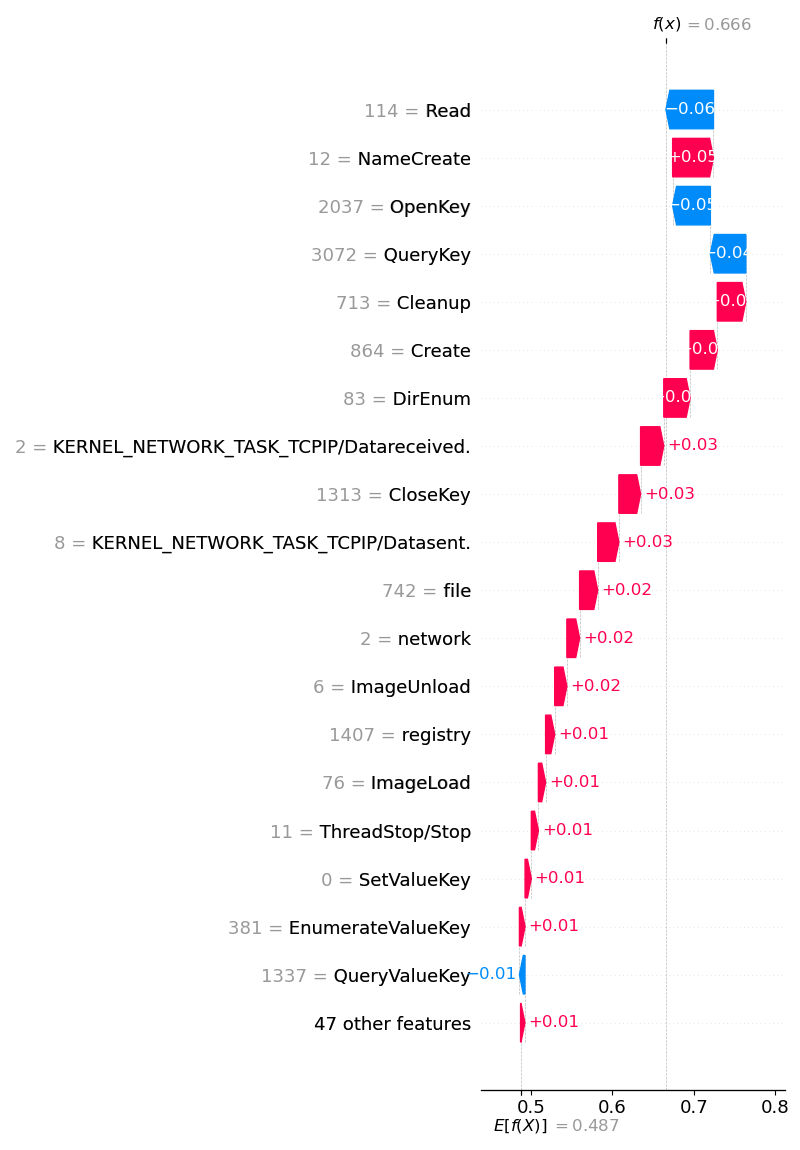 f(x) = 0.666
114 = Read −0.06
12 = NameCreate +0.05
2037 = OpenKey −0.05
3072 = QueryKey −0.04
713 = Cleanup
864 = Create
83 = DirEnum
2 = KERNEL_NETWORK_TASK_TCPIP/Datareceived. +0.03
1313 = CloseKey +0.03
8 = KERNEL_NETWORK_TASK_TCPIP/Datasent. +0.03
742 = file +0.02
2 = network +0.02
6 = ImageUnload +0.02
1407 = registry +0.01
76 = ImageLoad +0.01
11 = ThreadStop/Stop +0.01
0 = SetValueKey +0.01
381 = EnumerateValueKey +0.01
1337 = QueryValueKey −0.01
47 other features +0.01
0.5 0.6 0.7 0.8
E[f(X)] = 0.487